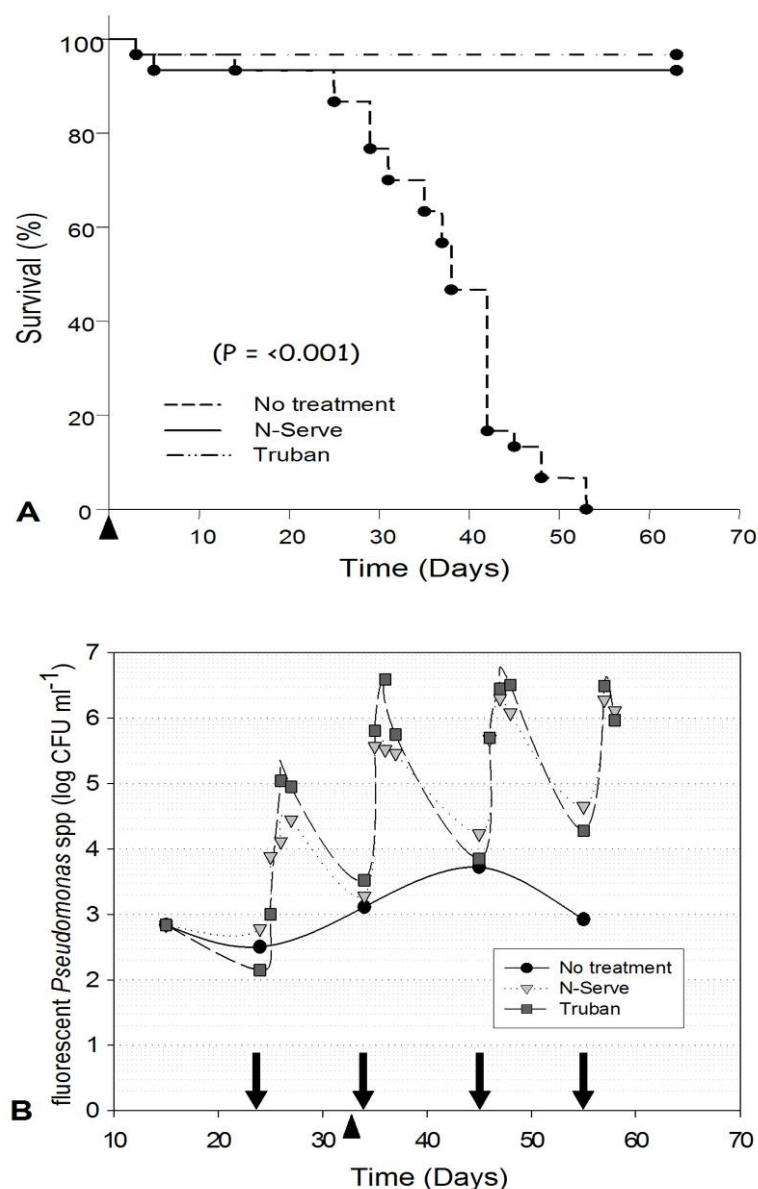 100
80
60
40
20
0
Survival (%)
(P = <0.001)
No treatment
N-Serve
Truban
A
10 20 30 40 50 60 70
Time (Days)
7
6
5
4
3
2
1
0
fluorescent Pseudomonas spp (log CFU ml⁻¹)
No treatment
N-Serve
Truban
B
10 20 30 40 50 60 70
Time (Days)